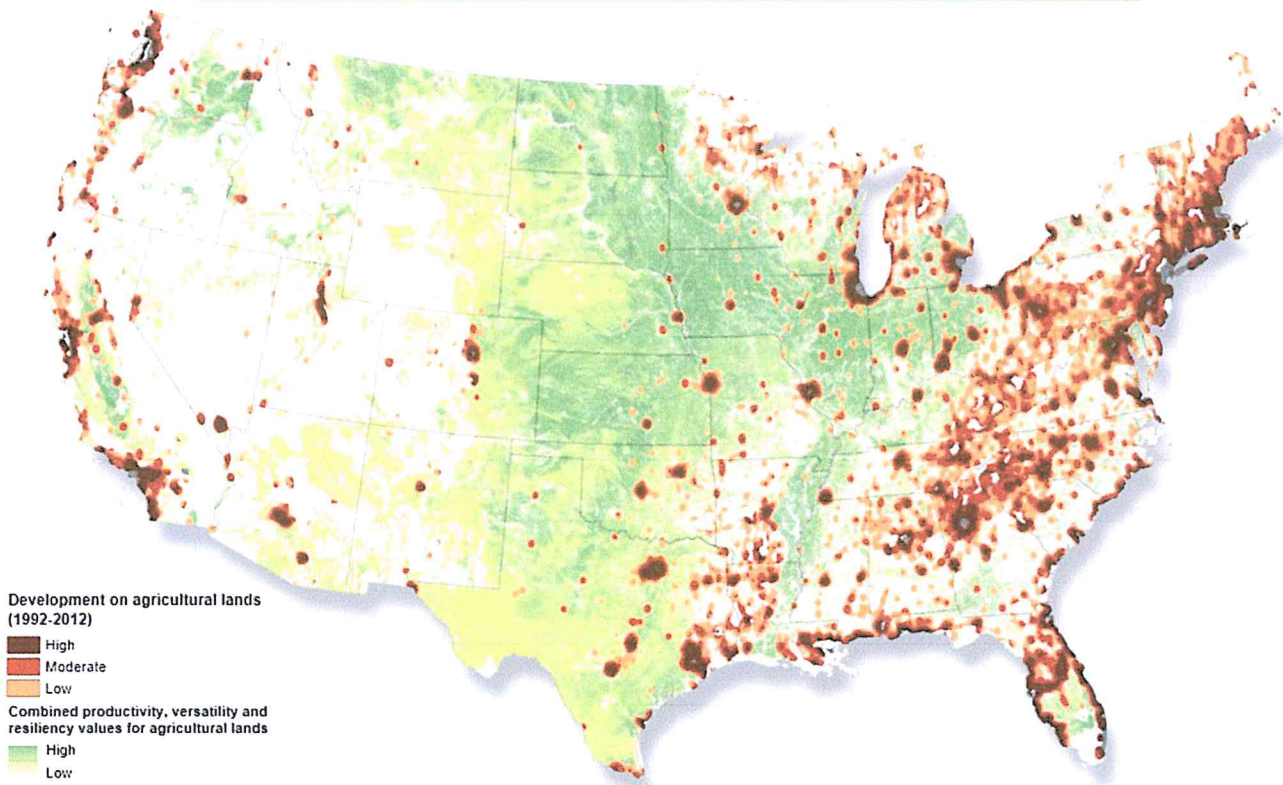 Development on agricultural lands
(1992-2012)
High
Moderate
Low
Combined productivity, versatility and
resiliency values for agricultural lands
High
Low